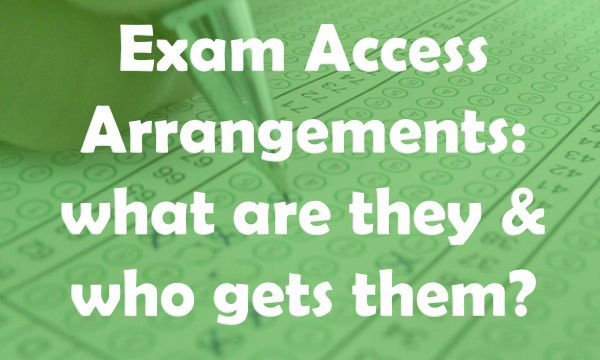 Exam Access
Arrangements:
what are they &
who gets them?